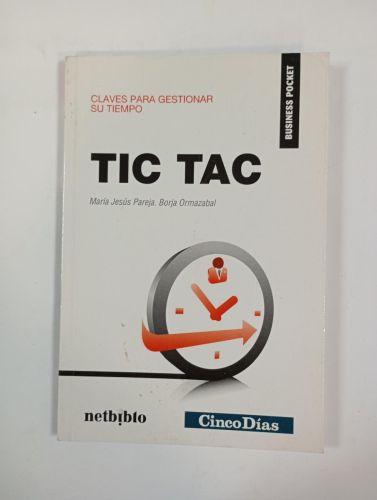 BUSINESS POCKET
CLAVES PARA GESTIONAR
SU TIEMPO
TIC TAC
María Jesús Pareja. Borja Ormazabal
netbiblo
CincoDías